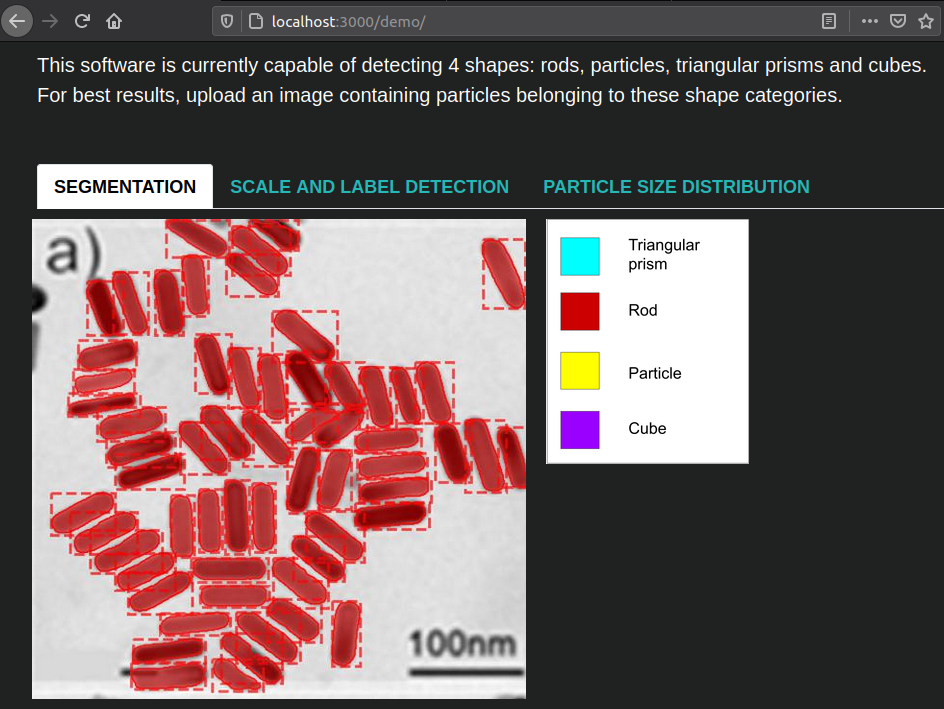 localhost:3000/demo/
This software is currently capable of detecting 4 shapes: rods, particles, triangular prisms and cubes.
For best results, upload an image containing particles belonging to these shape categories.
SEGMENTATION
SCALE AND LABEL DETECTION
PARTICLE SIZE DISTRIBUTION
a)
100nm
Triangular
prism
Rod
Particle
Cube